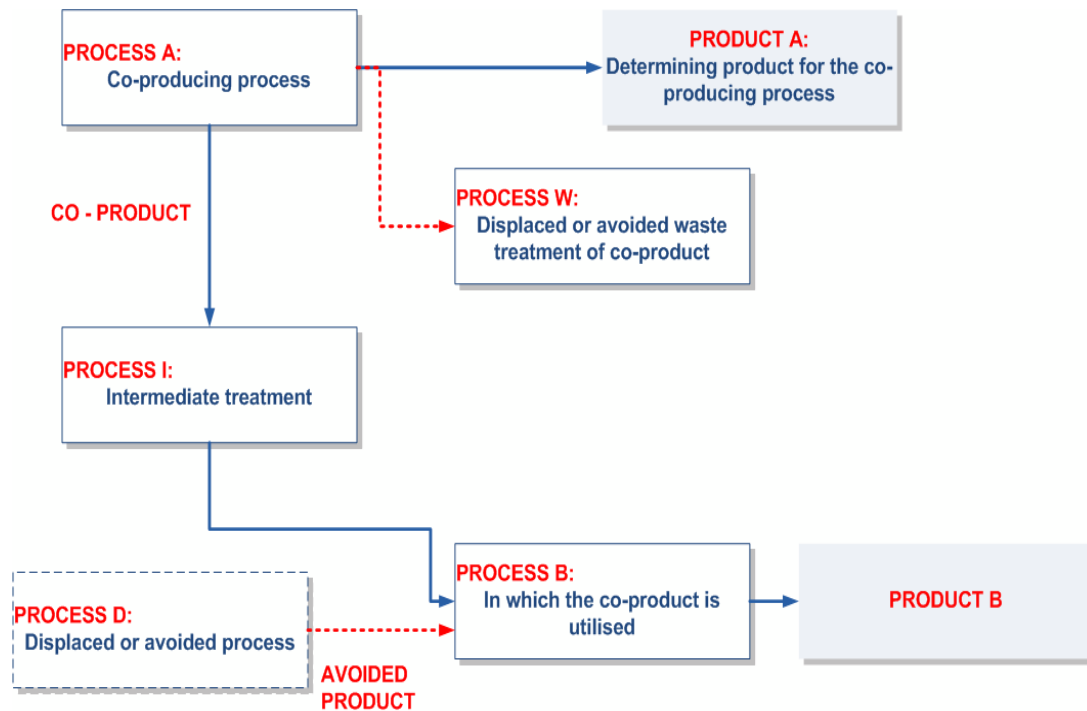 PROCESS A:
Co-producing process
PRODUCT A:
Determining product for the co-
producing process
PROCESS W:
Displaced or avoided waste
treatment of co-product
CO - PRODUCT
PROCESS I:
Intermediate treatment
PROCESS B:
In which the co-product is
utilised
PRODUCT B
PROCESS D:
Displaced or avoided process
AVOIDED
PRODUCT